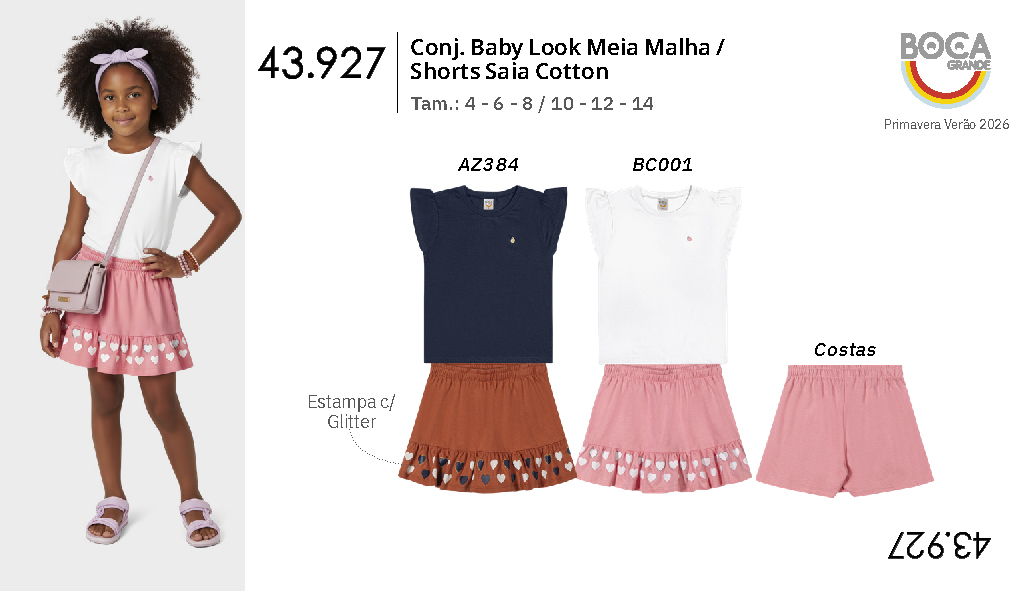 43.927
Conj. Baby Look Meia Malha /
Shorts Saia Cotton
Tam.: 4 - 6 - 8 / 10 - 12 - 14
BOCA
GRANDE
Primavera Verão 2026
AZ384
BC001
Costas
Estampa c/
Glitter
43.927